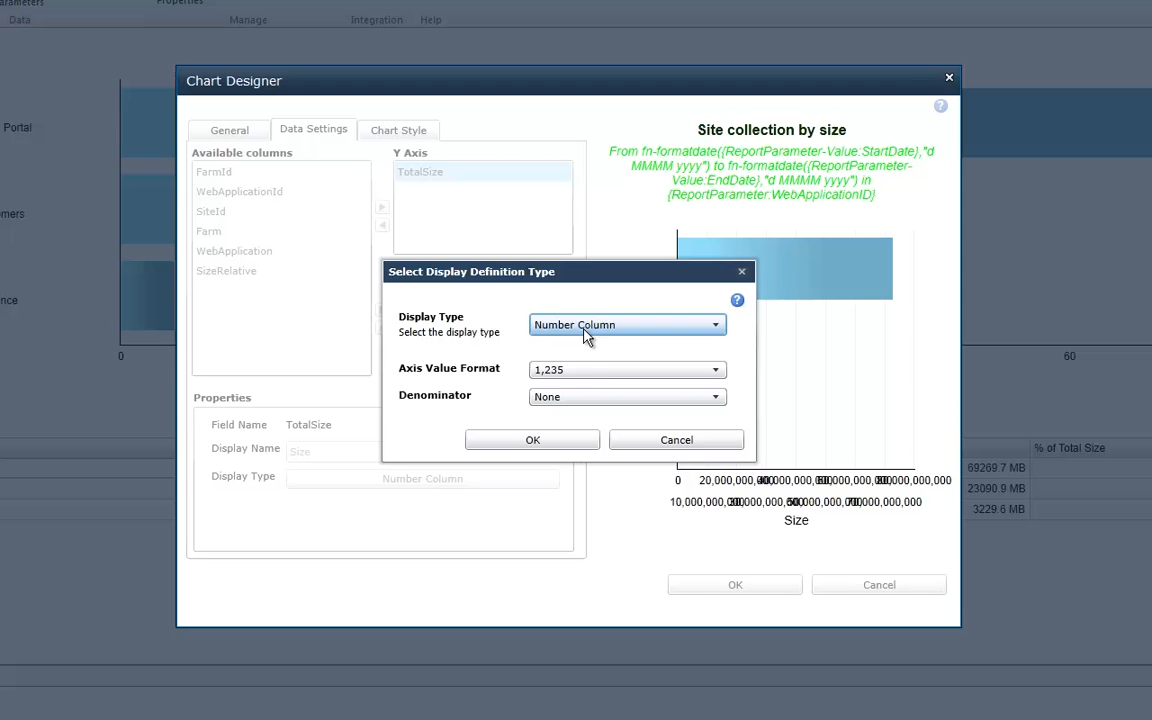 Properties
Data
Manage
Integration
Help
Chart Designer
General
Data Settings
Chart Style
Available columns
FarmId
WebApplicationId
SiteId
Farm
WebApplication
SizeRelative
Y Axis
TotalSize
Site collection by size
From fn-formatdate({ReportParameter-Value:StartDate},"d
MMMM yyyy") to fn-formatdate({ReportParameter-
Value:EndDate},"d MMMM yyyy") in
{ReportParameter:WebApplicationID}
Portal
0
60
Select Display Definition Type
Display Type
Select the display type
Number Column
Axis Value Format
1,235
Denominator
None
OK
Cancel
Properties
Field Name
TotalSize
Display Name
Size
Display Type
Number Column
0
Size
OK
Cancel
% of Total Size
69269.7 MB
23090.9 MB
3229.6 MB